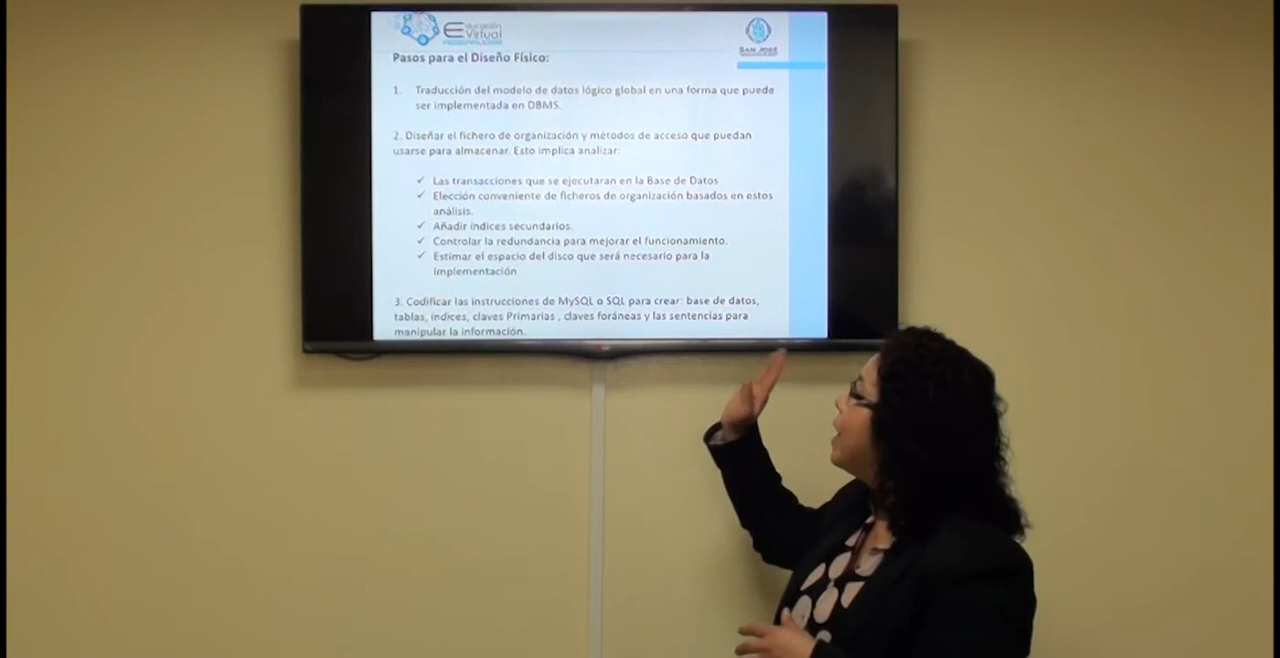 Educación
Virtual
SAN JOSÉ
Pasos para el Diseño Físico:
1. Traducción del modelo de datos lógico global en una forma que puede
ser implementada en DBMS.
2. Diseñar el fichero de organización y métodos de acceso que puedan
usarse para almacenar. Esto implica analizar:
✓ Las transacciones que se ejecutaran en la Base de Datos
✓ Elección conveniente de ficheros de organización basados en estos
análisis.
✓ Añadir índices secundarios.
✓ Controlar la redundancia para mejorar el funcionamiento.
✓ Estimar el espacio del disco que será necesario para la
implementación
3. Codificar las instrucciones de MySQL o SQL para crear: base de datos,
tablas, índices, claves Primarias , claves foráneas y las sentencias para
manipular la información.